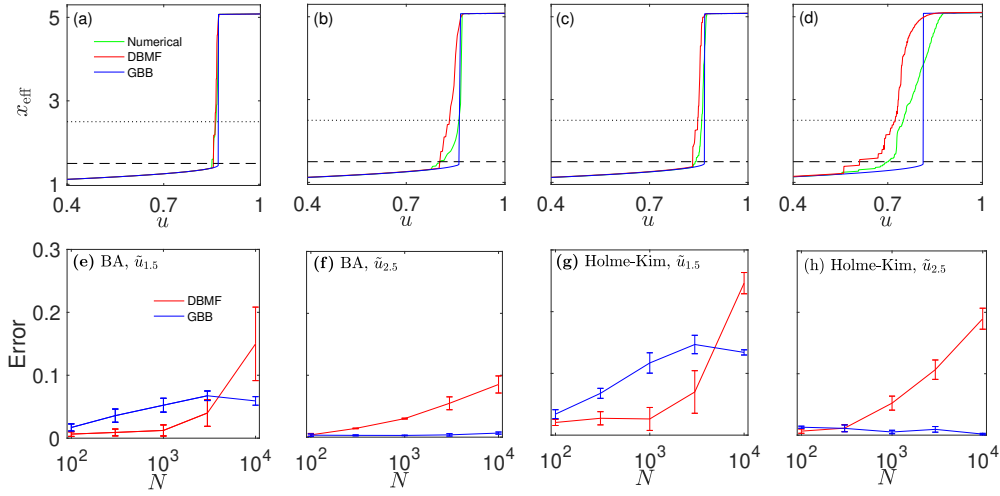 (a)
(b)
(c)
(d)
Numerical
DBMF
GBB
x_eff
5
3
1
0.4 0.7 1
u
0.4 0.7 1
u
0.4 0.7 1
u
0.4 0.7 1
u
(e) BA, ũ_1.5
(f) BA, ũ_2.5
(g) Holme-Kim, ũ_1.5
(h) Holme-Kim, ũ_2.5
DBMF
GBB
Error
0.3
0.2
0.1
0
10^2 10^3 10^4
N
10^2 10^3 10^4
N
10^2 10^3 10^4
N
10^2 10^3 10^4
N